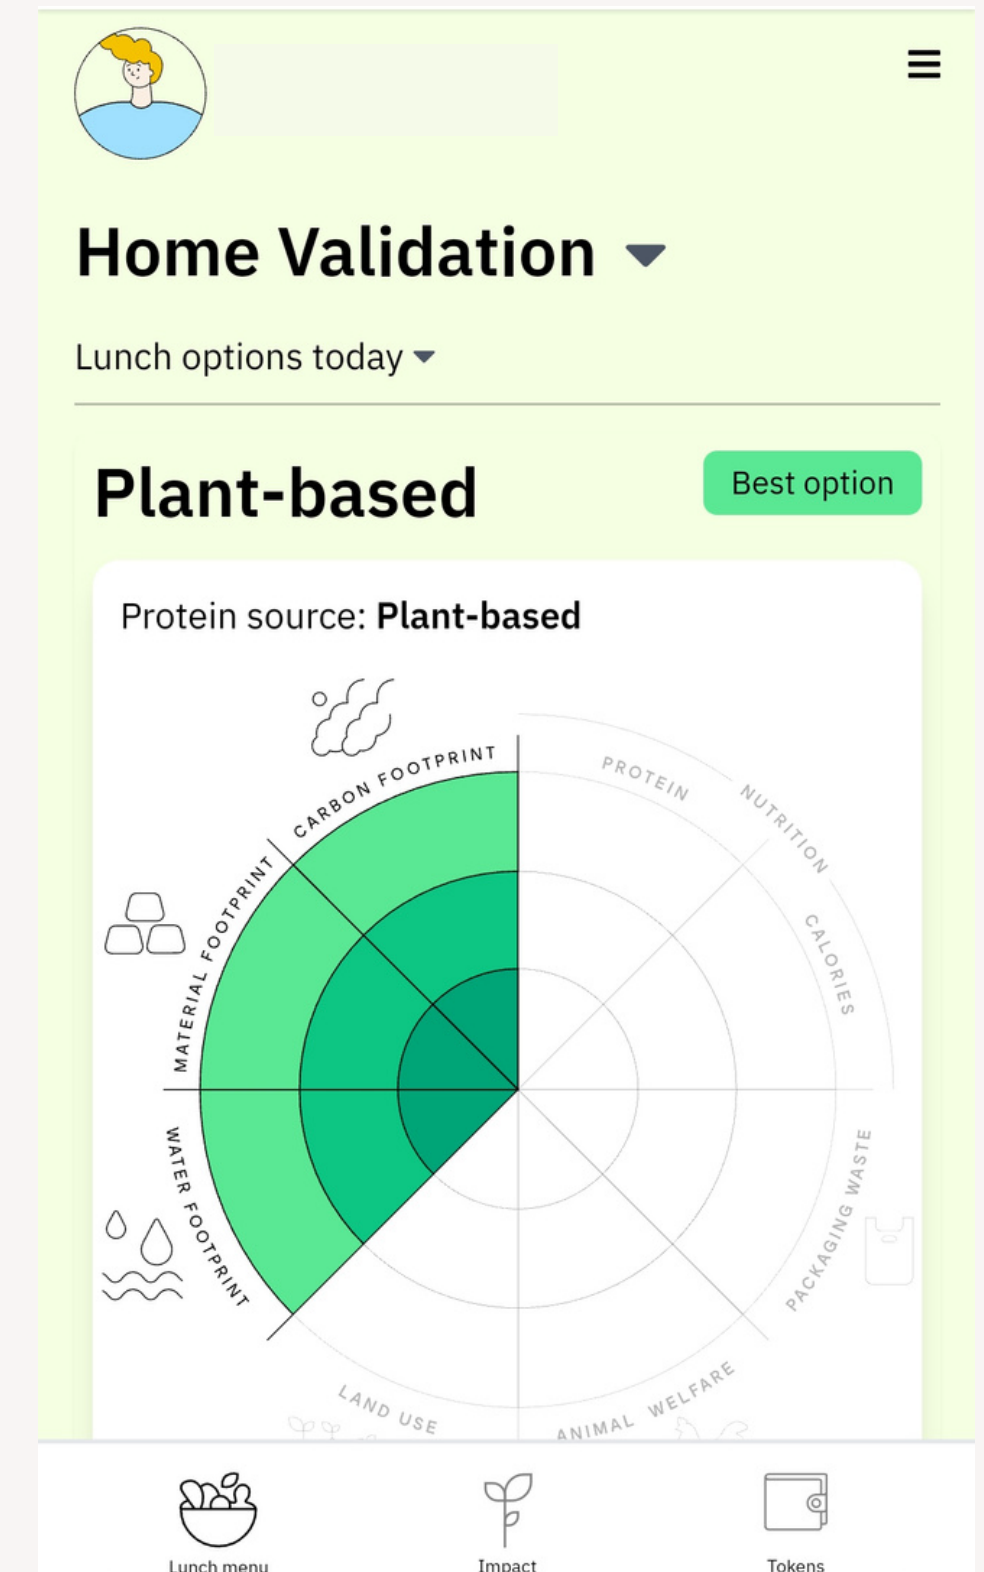 Home Validation
Lunch options today
Plant-based
Best option
Protein source: Plant-based
CARBON FOOTPRINT
PROTEIN
NUTRITION
MATERIAL FOOTPRINT
CALORIES
WATER FOOTPRINT
PACKAGING WASTE
LAND USE
ANIMAL WELFARE
Lunch menu
Impact
Tokens